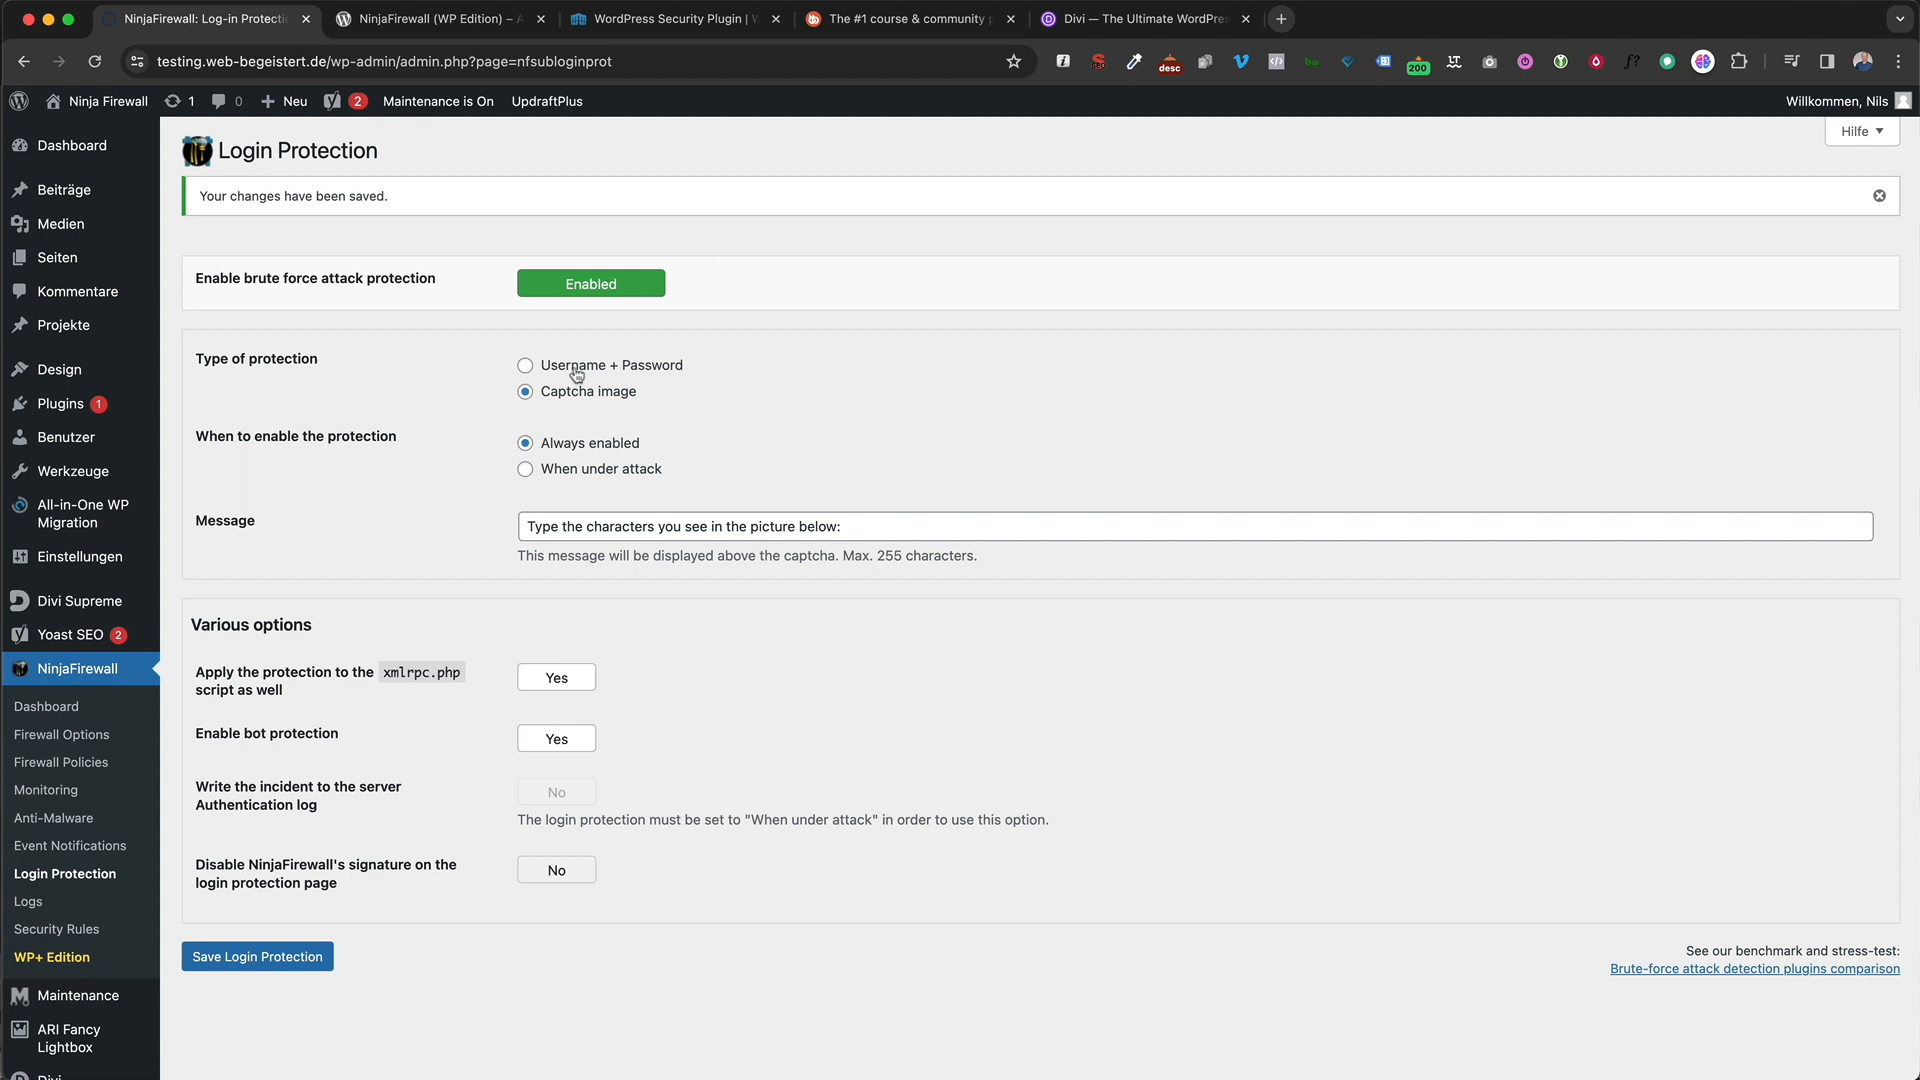 NinjaFirewall: Log-in Protecti
NinjaFirewall (WP Edition) –
WordPress Security Plugin |
The #1 course & community
Divi — The Ultimate WordPre
testing.web-begeistert.de/wp-admin/admin.php?page=nfsubloginprot
desc
200
Ninja Firewall
1
0
Neu
2
Maintenance is On
UpdraftPlus
Willkommen, Nils
Hilfe
Dashboard
Beiträge
Medien
Seiten
Kommentare
Projekte
Design
Plugins 1
Benutzer
Werkzeuge
All-in-One WP
Migration
Einstellungen
Divi Supreme
Yoast SEO 2
NinjaFirewall
Dashboard
Firewall Options
Firewall Policies
Monitoring
Anti-Malware
Event Notifications
Login Protection
Logs
Security Rules
WP+ Edition
Maintenance
ARI Fancy
Lightbox
Divi
Login Protection
Your changes have been saved.
Enable brute force attack protection
Enabled
Type of protection
Username + Password
Captcha image
When to enable the protection
Always enabled
When under attack
Message
Type the characters you see in the picture below:
This message will be displayed above the captcha. Max. 255 characters.
Various options
Apply the protection to the xmlrpc.php
script as well
Yes
Enable bot protection
Yes
Write the incident to the server
Authentication log
No
The login protection must be set to "When under attack" in order to use this option.
Disable NinjaFirewall's signature on the
login protection page
No
Save Login Protection
See our benchmark and stress-test:
Brute-force attack detection plugins comparison